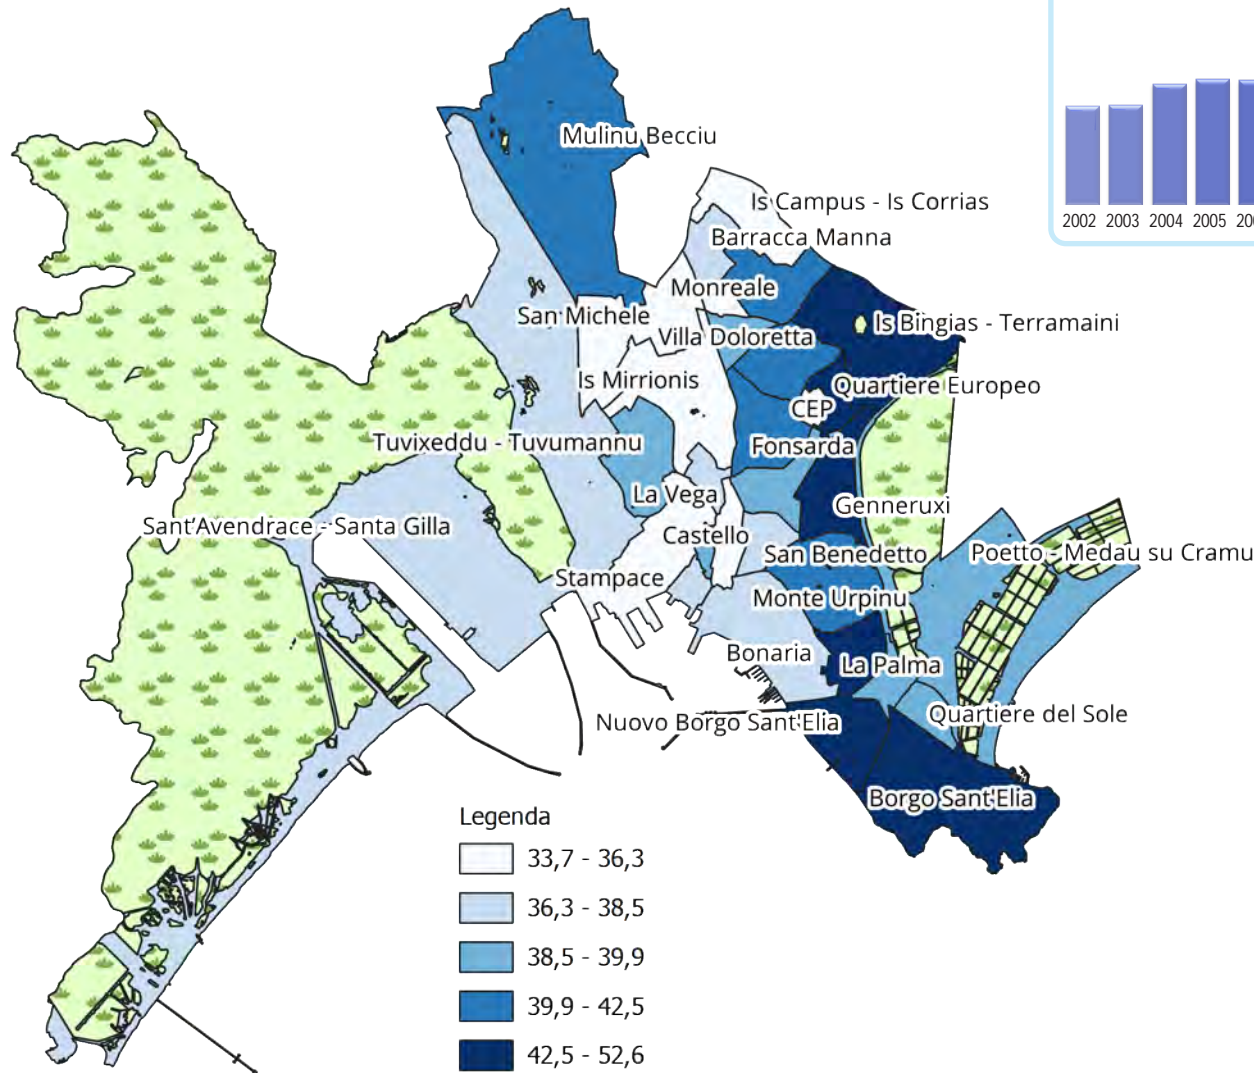 2002 2003 2004 2005
Mulinu Becciu
Is Campus - Is Corrias
Barracca Manna
Monreale
San Michele
Is Bingias - Terramaini
Villa Doloretta
Is Mirrionis
Quartiere Europeo
CEP
Tuvixeddu - Tuvumannu
Fonsarda
La Vega
Genneruxi
Sant'Avendrace - Santa Gilla
Castello
San Benedetto
Poetto - Medau su Cramu
Stampace
Monte Urpinu
Bonaria
La Palma
Quartiere del Sole
Nuovo Borgo Sant'Elia
Borgo Sant'Elia
Legenda
33,7 - 36,3
36,3 - 38,5
38,5 - 39,9
39,9 - 42,5
42,5 - 52,6